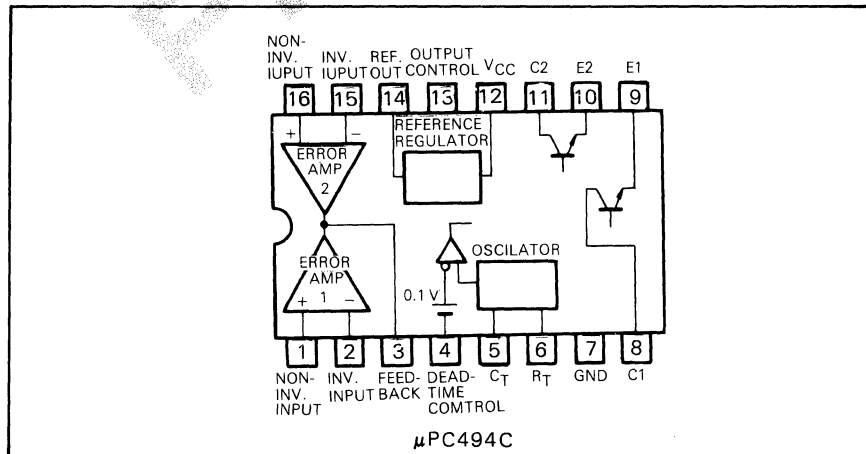 NON-
INV.
IUPUT
INV.
IUPUT
REF.
OUT
OUTPUT
CONTROL
VCC
C2
E2
E1
16 15 14 13 12 11 10 9
+ −
ERROR
AMP
2
REFERENCE
REGULATOR
ERROR
AMP
1
+ −
0.1 V
OSCILATOR
1 2 3 4 5 6 7 8
NON-
INV.
INPUT
INV.
INPUT
FEED-
BACK
DEAD-
TIME
COMTROL
CT
RT
GND
C1
μPC494C